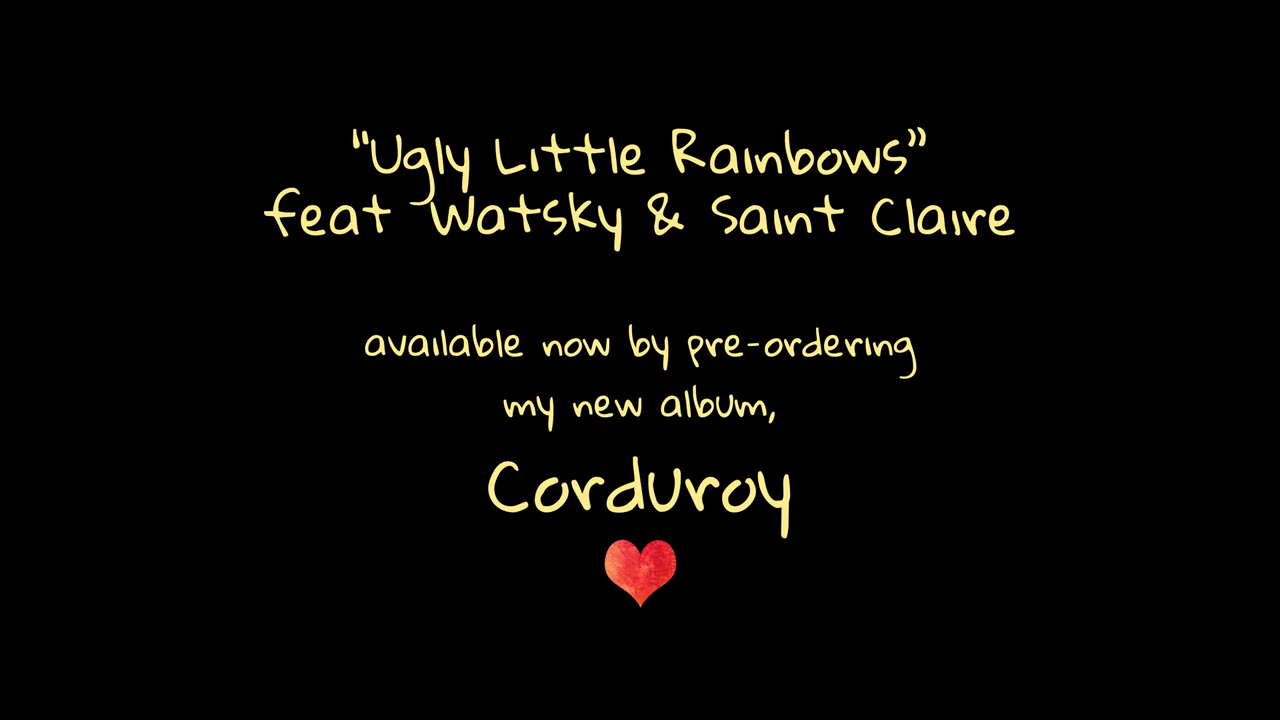 "Ugly Little Rainbows”
feat Watsky & Saint Claire
available now by pre-ordering
my new album,
Corduroy